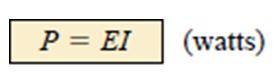 P = EI (watts)